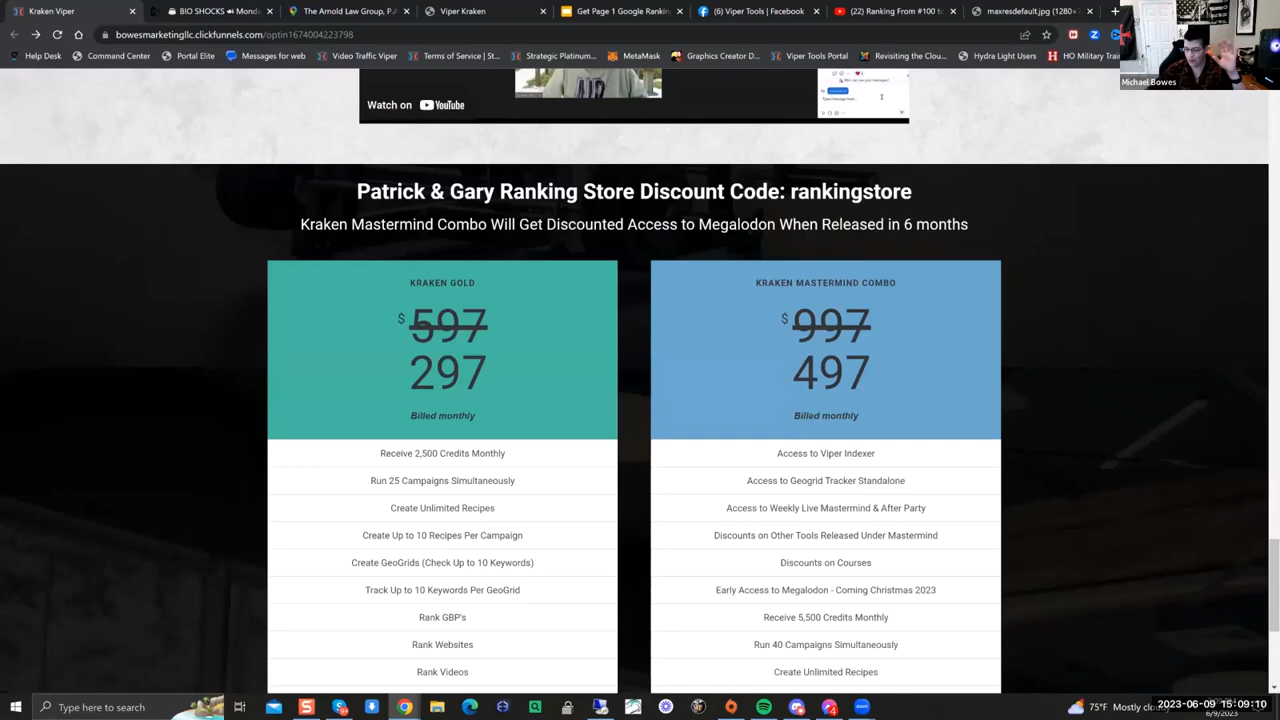 Kraken Viper
BIO SHOCKS
Mond
The Arnold Law Group, P.A
Viper Kraken
Get Page 1 Google Rankin
(6) Viper Tools | Facebook
(22) Ranking From #100 to
maxresdefault.jpg (1280×
bowesmarketingllc.clickfunnels.com/optin1674004223798
Help Desk
Command Center
Youtube
Messages for web
Video Traffic Viper
Terms of Service | St...
Strategic Platinum...
MetaMask
Graphics Creator D...
Viper Tools Portal
Revisiting the Clou...
Hydra Light Users
HO Military Train
Michael Bowes
Watch on YouTube
Type message here...
Patrick & Gary Ranking Store Discount Code: rankingstore
Kraken Mastermind Combo Will Get Discounted Access to Megalodon When Released in 6 months
KRAKEN GOLD
$ 597
297
Billed monthly
Receive 2,500 Credits Monthly
Run 25 Campaigns Simultaneously
Create Unlimited Recipes
Create Up to 10 Recipes Per Campaign
Create GeoGrids (Check Up to 10 Keywords)
Track Up to 10 Keywords Per GeoGrid
Rank GBP's
Rank Websites
Rank Videos
KRAKEN MASTERMIND COMBO
$ 997
497
Billed monthly
Access to Viper Indexer
Access to Geogrid Tracker Standalone
Access to Weekly Live Mastermind & After Party
Discounts on Other Tools Released Under Mastermind
Discounts on Courses
Early Access to Megalodon - Coming Christmas 2023
Receive 5,500 Credits Monthly
Run 40 Campaigns Simultaneously
Create Unlimited Recipes
Type here to search
75°F Mostly
2023-06-09 15:09:10
6/9/2023